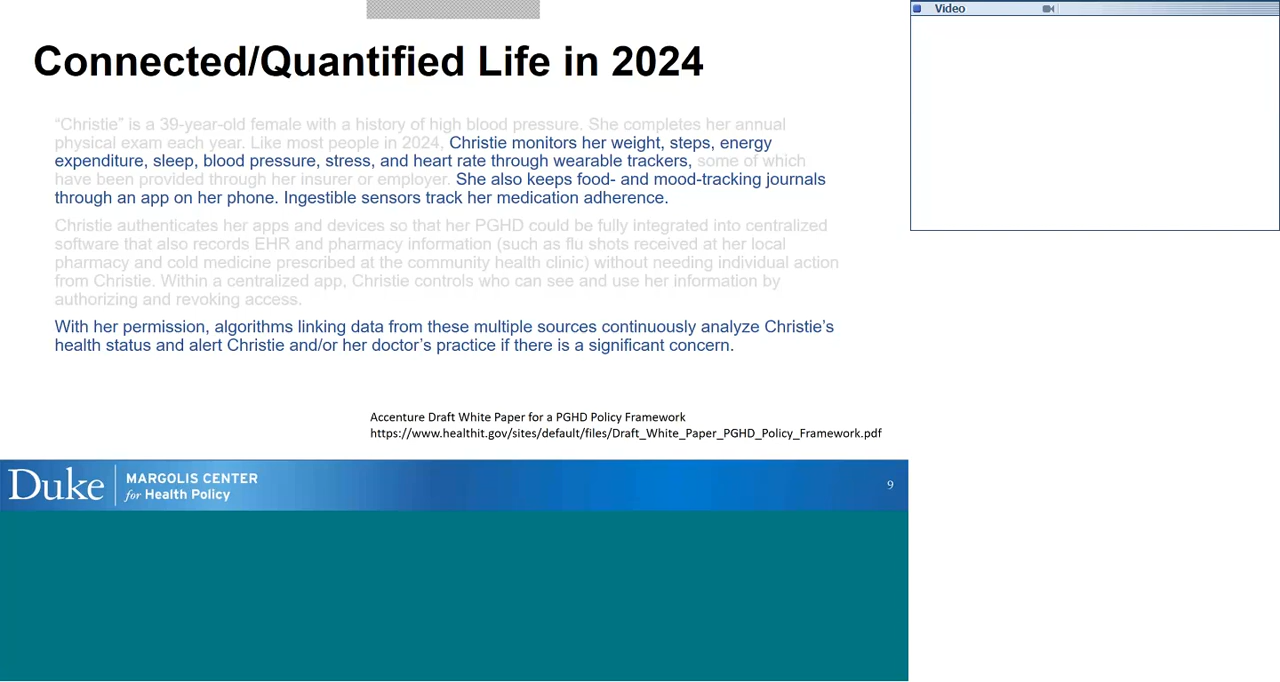 Video
Connected/Quantified Life in 2024
“Christie” is a 39-year-old female with a history of high blood pressure. She completes her annual
physical exam each year. Like most people in 2024, Christie monitors her weight, steps, energy
expenditure, sleep, blood pressure, stress, and heart rate through wearable trackers, some of which
have been provided through her insurer or employer. She also keeps food- and mood-tracking journals
through an app on her phone. Ingestible sensors track her medication adherence.
Christie authenticates her apps and devices so that her PGHD could be fully integrated into centralized
software that also records EHR and pharmacy information (such as flu shots received at her local
pharmacy and cold medicine prescribed at the community health clinic) without needing individual action
from Christie. Within a centralized app, Christie controls who can see and use her information by
authorizing and revoking access.
With her permission, algorithms linking data from these multiple sources continuously analyze Christie’s
health status and alert Christie and/or her doctor’s practice if there is a significant concern.
Accenture Draft White Paper for a PGHD Policy Framework
https://www.healthit.gov/sites/default/files/Draft_White_Paper_PGHD_Policy_Framework.pdf
Duke
MARGOLIS CENTER
for Health Policy
9